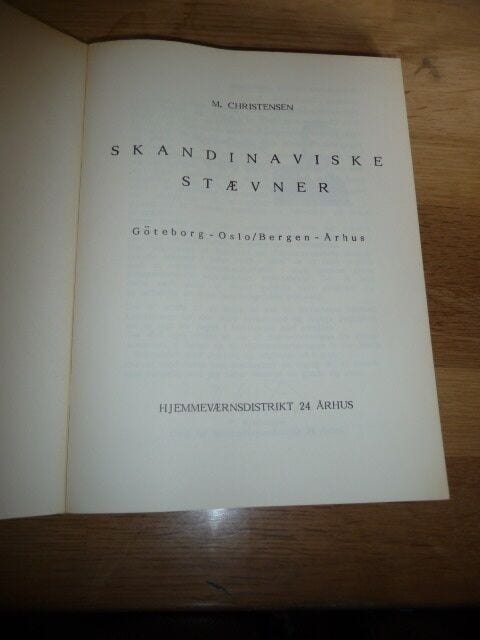 M. CHRISTENSEN
SKANDINAVISKE
STÆVNER
Göteborg - Oslo/Bergen - Århus
HJEMMEVÆRNSDISTRIKT 24 ÅRHUS